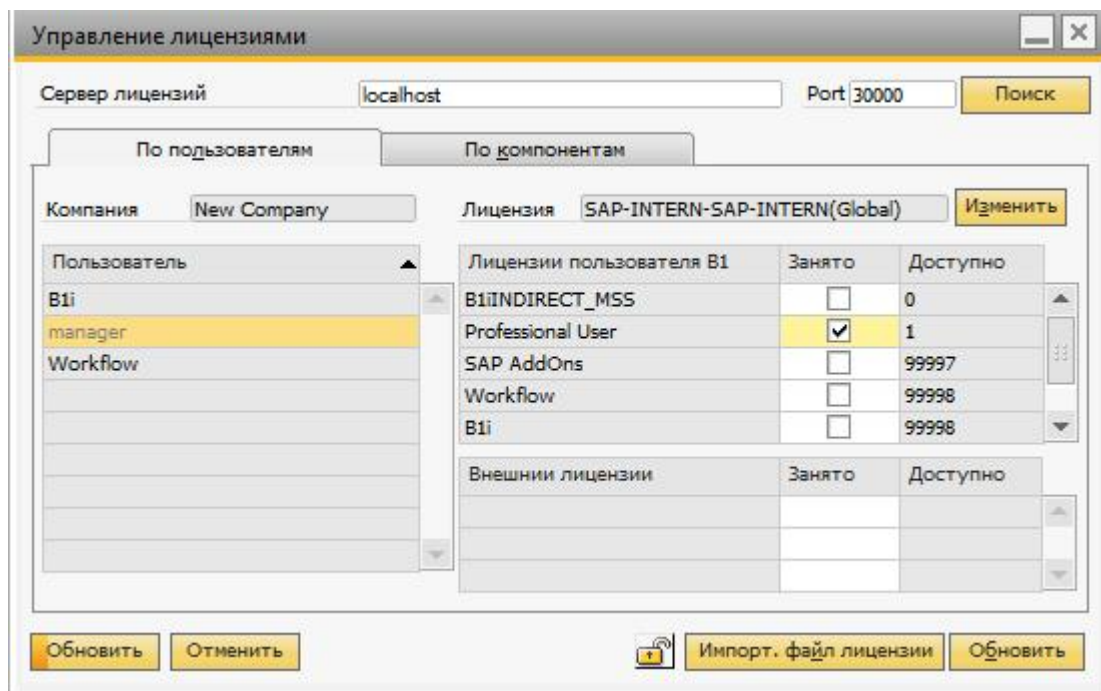 Управление лицензиями
Сервер лицензий localhost Port 30000 Поиск
По пользователям По компонентам
Компания New Company Лицензия SAP-INTERN-SAP-INTERN(Global) Изменить
Пользователь Лицензии пользователя B1 Занято Доступно
B1i B1iINDIRECT_MSS 0
manager Professional User 1
Workflow SAP AddOns 99997
Workflow 99998
B1i 99998
Внешнии лицензии Занято Доступно
Обновить Отменить Импорт. файл лицензии Обновить